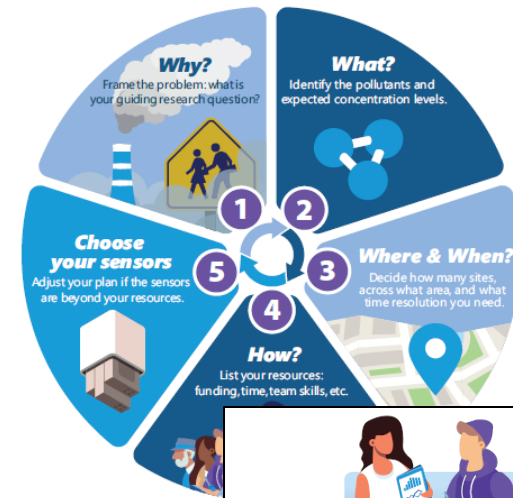 Why?
Frame the problem: what is
your guiding research question?
1
What?
Identify the pollutants and
expected concentration levels.
2
Where & When?
Decide how many sites,
across what area, and what
time resolution you need.
3
How?
List your resources:
funding, time, team skills, etc.
4
Choose
your sensors
Adjust your plan if the sensors
are beyond your resources.
5